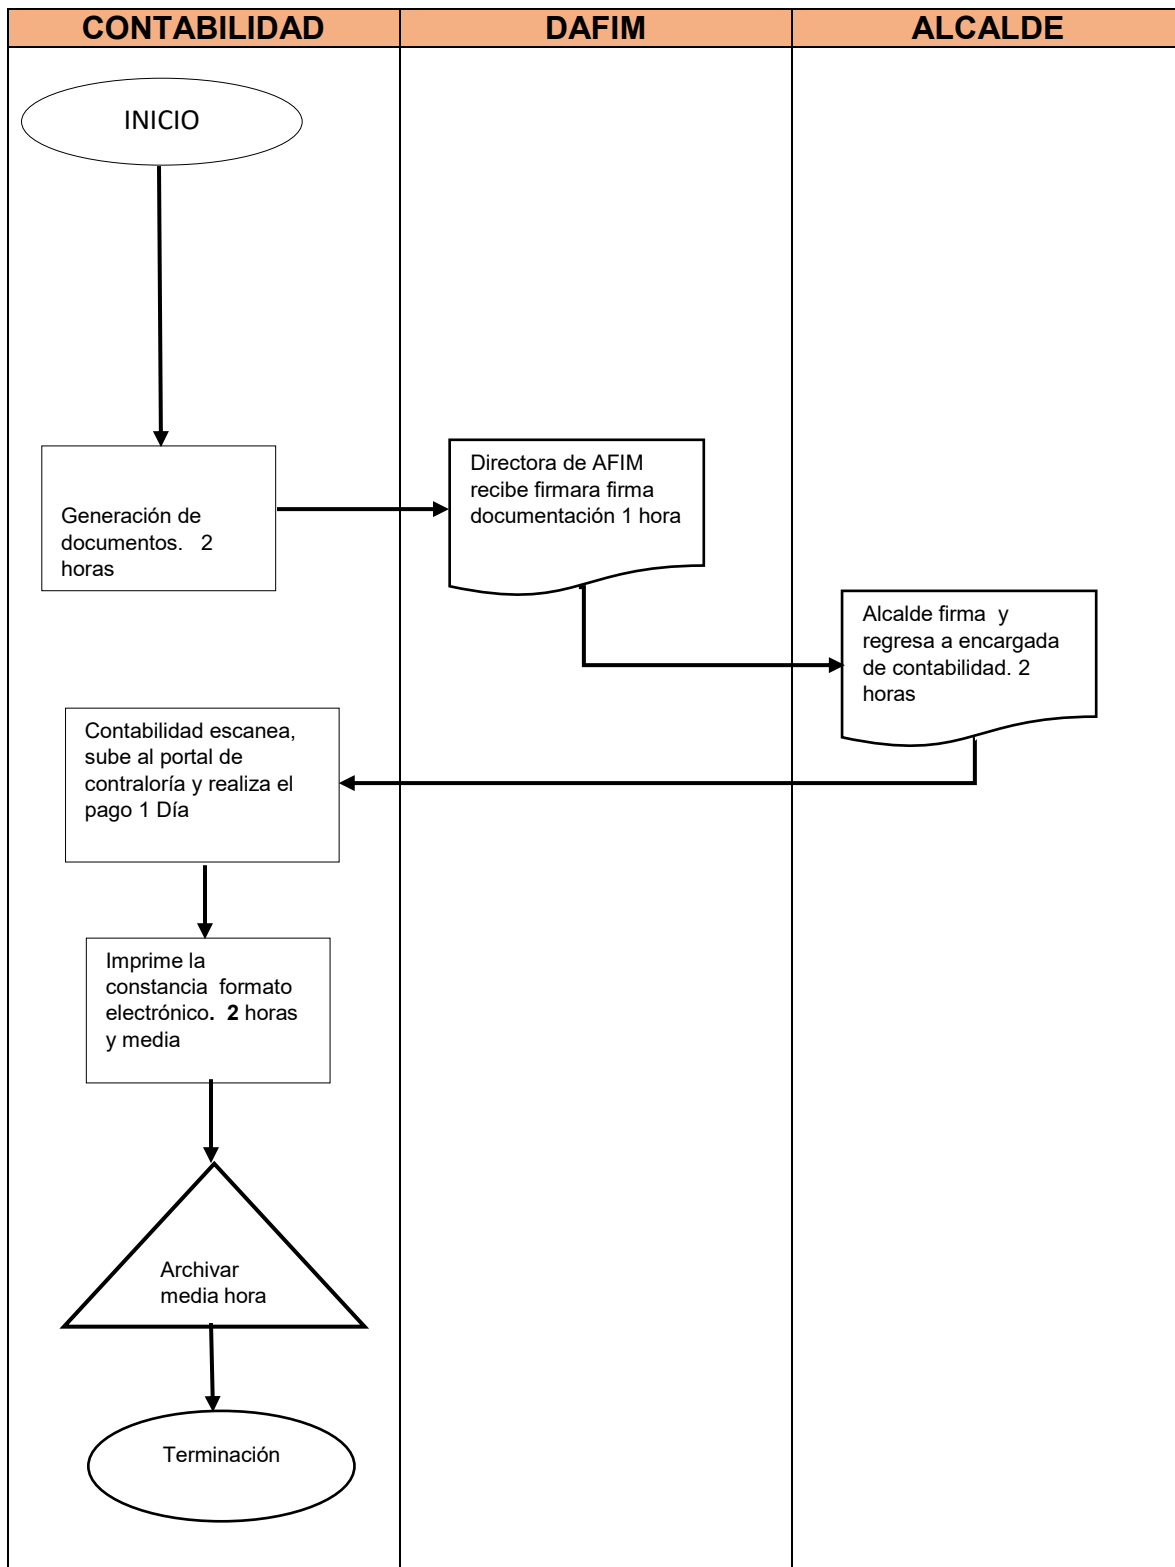 CONTABILIDAD
DAFIM
ALCALDE
INICIO
Generación de
documentos. 2
horas
Directora de AFIM
recibe firmara firma
documentación 1 hora
Alcalde firma y
regresa a encargada
de contabilidad. 2
horas
Contabilidad escanea,
sube al portal de
contraloría y realiza el
pago 1 Día
Imprime la
constancia formato
electrónico. 2 horas
y media
Archivar
media hora
Terminación